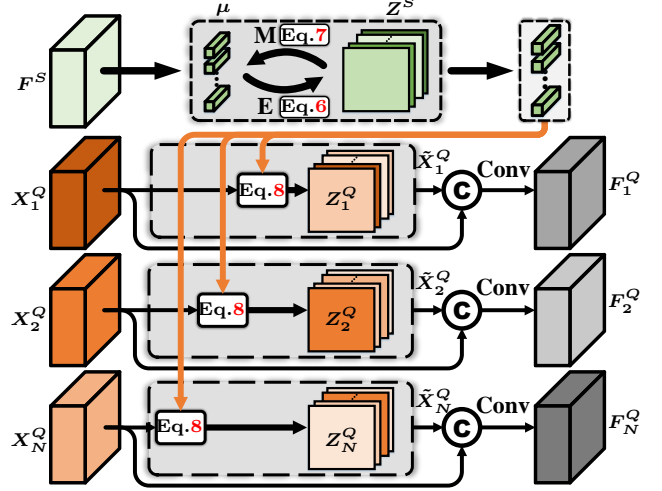 μ
Z^S
M Eq.7
F^S
E Eq.6
X_1^Q
Eq.8
Z_1^Q
X̃_1^Q
Conv
C
F_1^Q
X_2^Q
Eq.8
Z_2^Q
X̃_2^Q
Conv
C
F_2^Q
X_N^Q
Eq.8
Z_N^Q
X̃_N^Q
Conv
C
F_N^Q